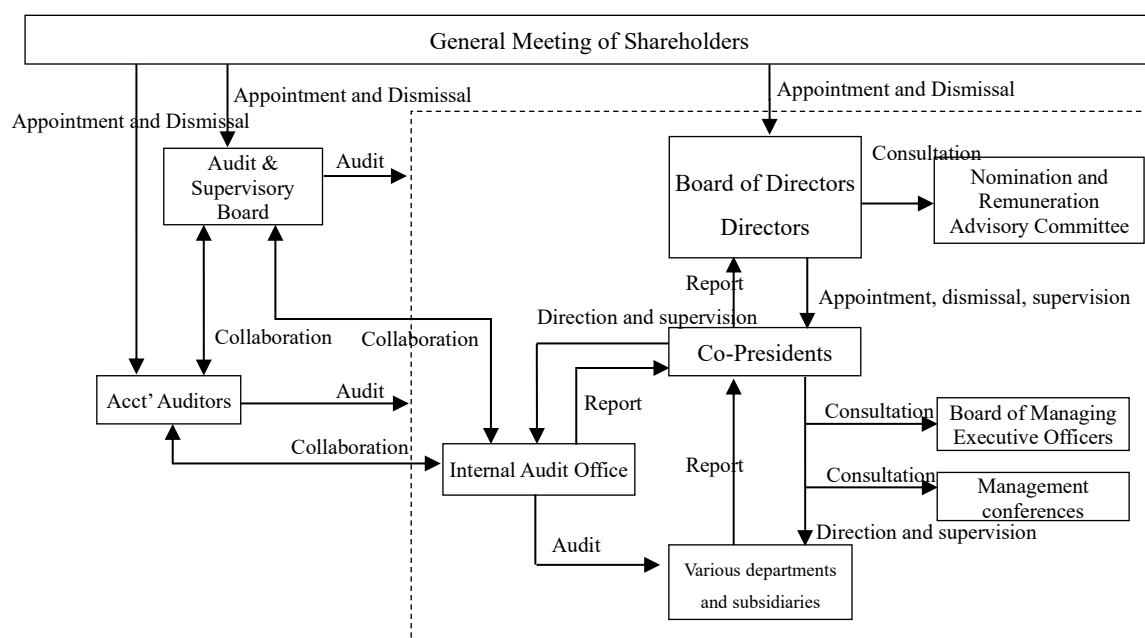 General Meeting of Shareholders
Appointment and Dismissal
Appointment and Dismissal
Appointment and Dismissal
Audit &
Supervisory
Board
Audit
Board of Directors
Directors
Consultation
Nomination and
Remuneration
Advisory Committee
Report
Appointment, dismissal, supervision
Direction and supervision
Collaboration
Collaboration
Co-Presidents
Acct’ Auditors
Audit
Report
Consultation
Board of Managing
Executive Officers
Collaboration
Internal Audit Office
Report
Consultation
Management
conferences
Direction and supervision
Audit
Various departments
and subsidiaries